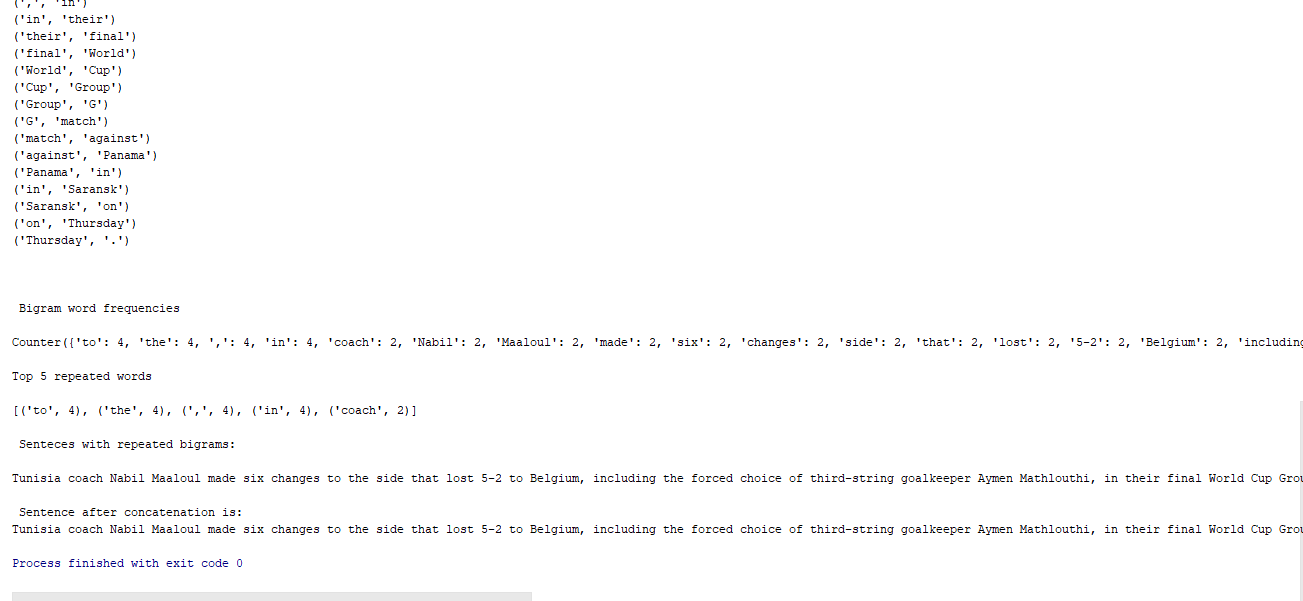 (',', 'in')
('in', 'their')
('their', 'final')
('final', 'World')
('World', 'Cup')
('Cup', 'Group')
('Group', 'G')
('G', 'match')
('match', 'against')
('against', 'Panama')
('Panama', 'in')
('in', 'Saransk')
('Saransk', 'on')
('on', 'Thursday')
('Thursday', '.')
Bigram word frequencies
Counter({'to': 4, 'the': 4, ',': 4, 'in': 4, 'coach': 2, 'Nabil': 2, 'Maaloul': 2, 'made': 2, 'six': 2, 'changes': 2, 'side': 2, 'that': 2, 'lost': 2, '5-2': 2, 'Belgium': 2, 'including
Top 5 repeated words
[('to', 4), ('the', 4), (',', 4), ('in', 4), ('coach', 2)]
Senteces with repeated bigrams:
Tunisia coach Nabil Maaloul made six changes to the side that lost 5-2 to Belgium, including the forced choice of third-string goalkeeper Aymen Mathlouthi, in their final World Cup Grou
Sentence after concatenation is:
Tunisia coach Nabil Maaloul made six changes to the side that lost 5-2 to Belgium, including the forced choice of third-string goalkeeper Aymen Mathlouthi, in their final World Cup Grou
Process finished with exit code 0